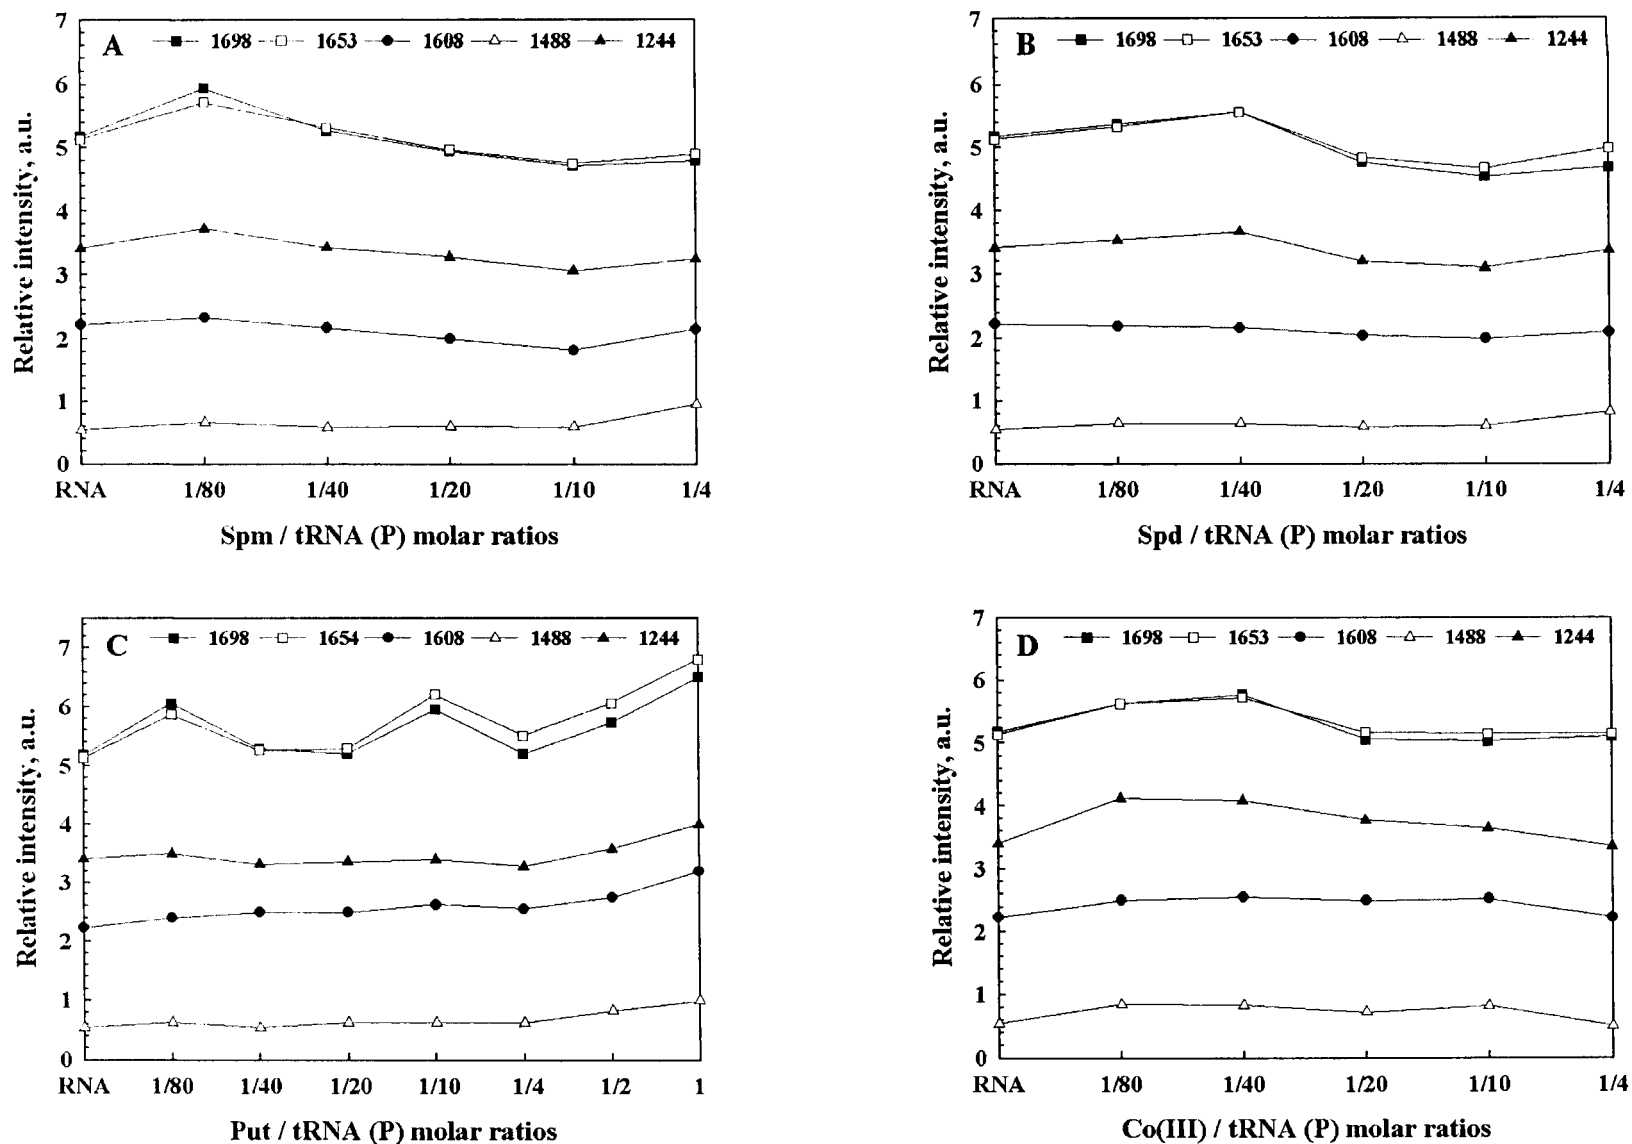 A 1698 1653 1608 1488 1244
7
6
5
4
3
2
1
0
Relative intensity, a.u.
RNA 1/80 1/40 1/20 1/10 1/4
Spm / tRNA (P) molar ratios
B 1698 1653 1608 1488 1244
7
6
5
4
3
2
1
0
Relative intensity, a.u.
RNA 1/80 1/40 1/20 1/10 1/4
Spd / tRNA (P) molar ratios
C 1698 1654 1608 1488 1244
7
6
5
4
3
2
1
0
Relative intensity, a.u.
RNA 1/80 1/40 1/20 1/10 1/4 1/2 1
Put / tRNA (P) molar ratios
D 1698 1653 1608 1488 1244
7
6
5
4
3
2
1
0
Relative intensity, a.u.
RNA 1/80 1/40 1/20 1/10 1/4
Co(III) / tRNA (P) molar ratios